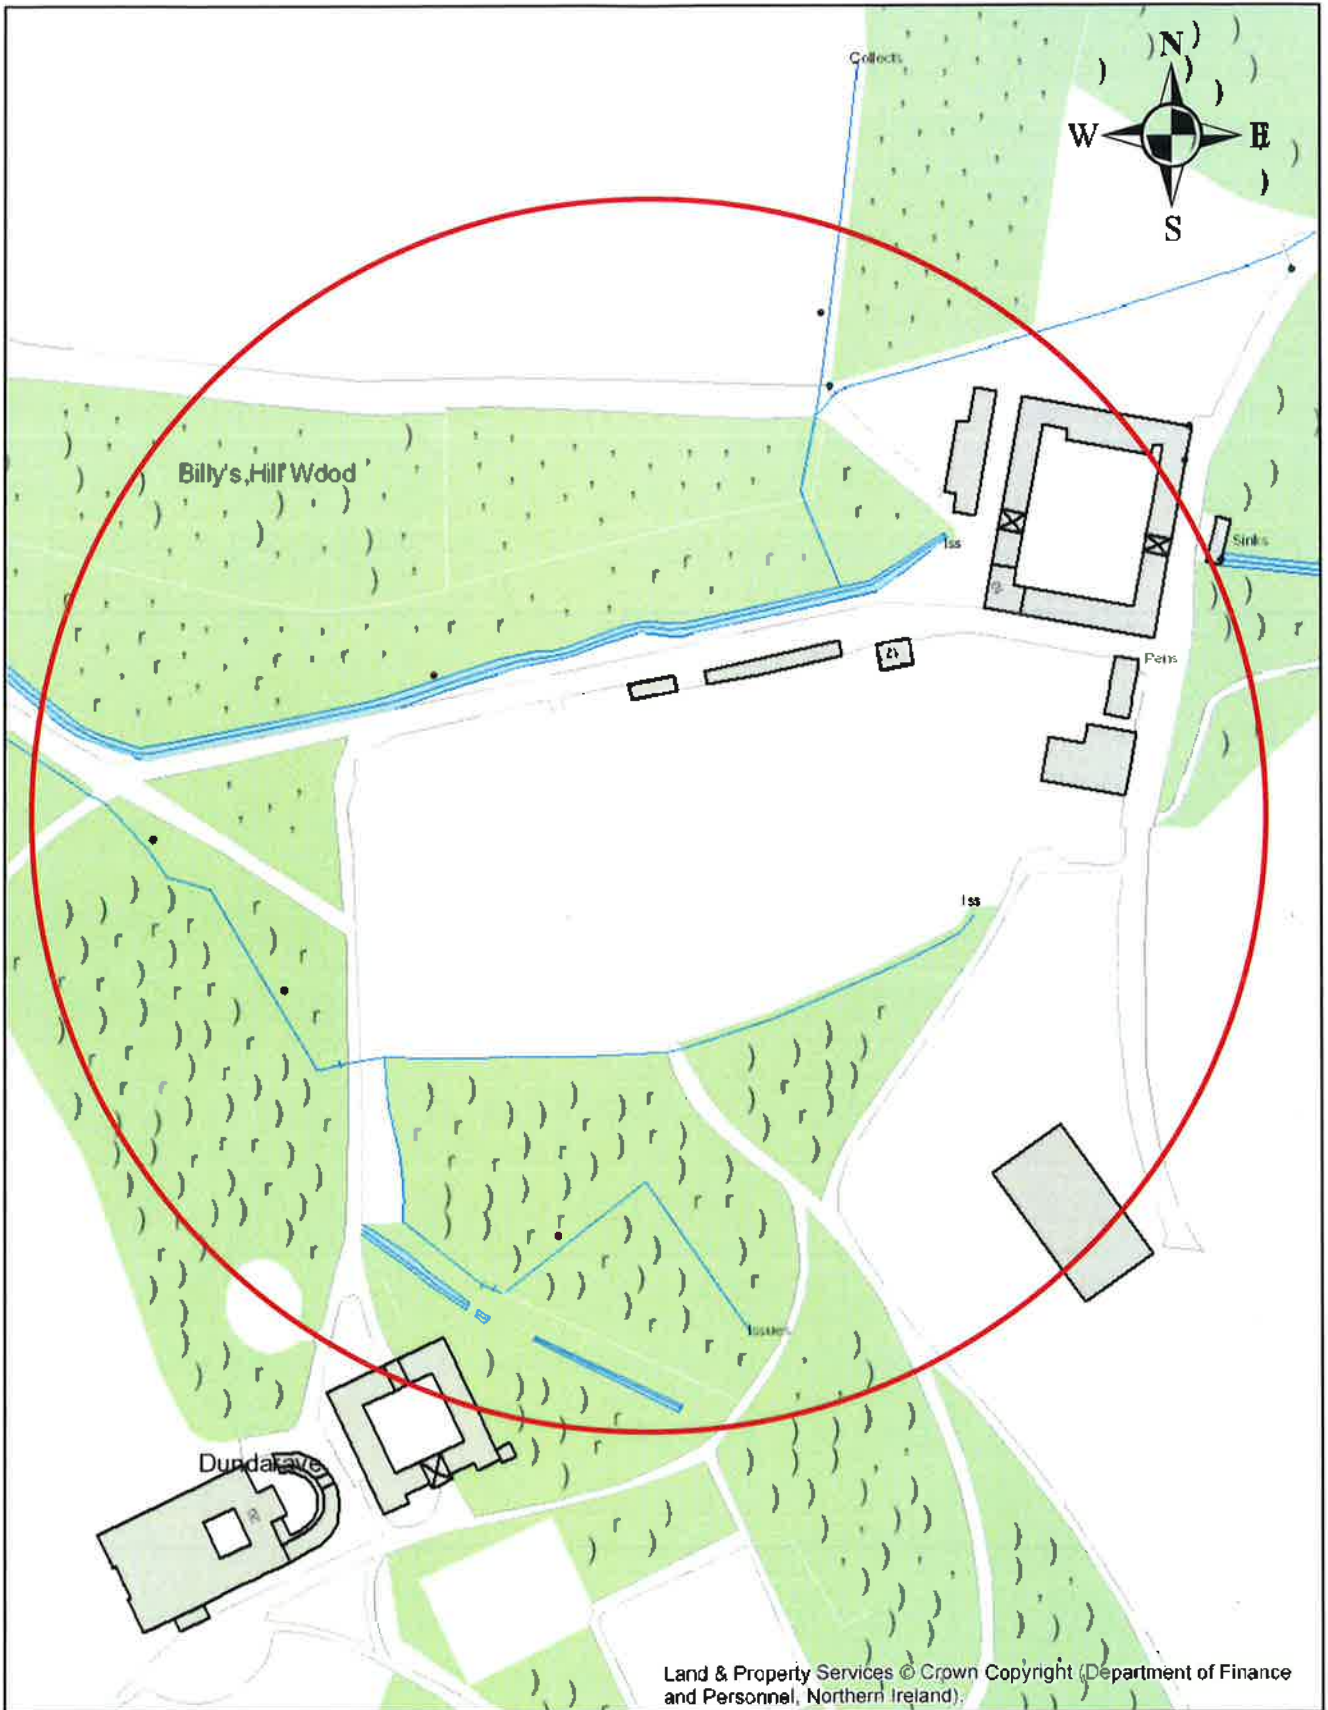 Collects
N
W
E
S
Billy's Hill Wood
Iss
Sinks
Pens
Iss
Issues
Dundarave
Land & Property Services © Crown Copyright (Department of Finance
and Personnel, Northern Ireland).